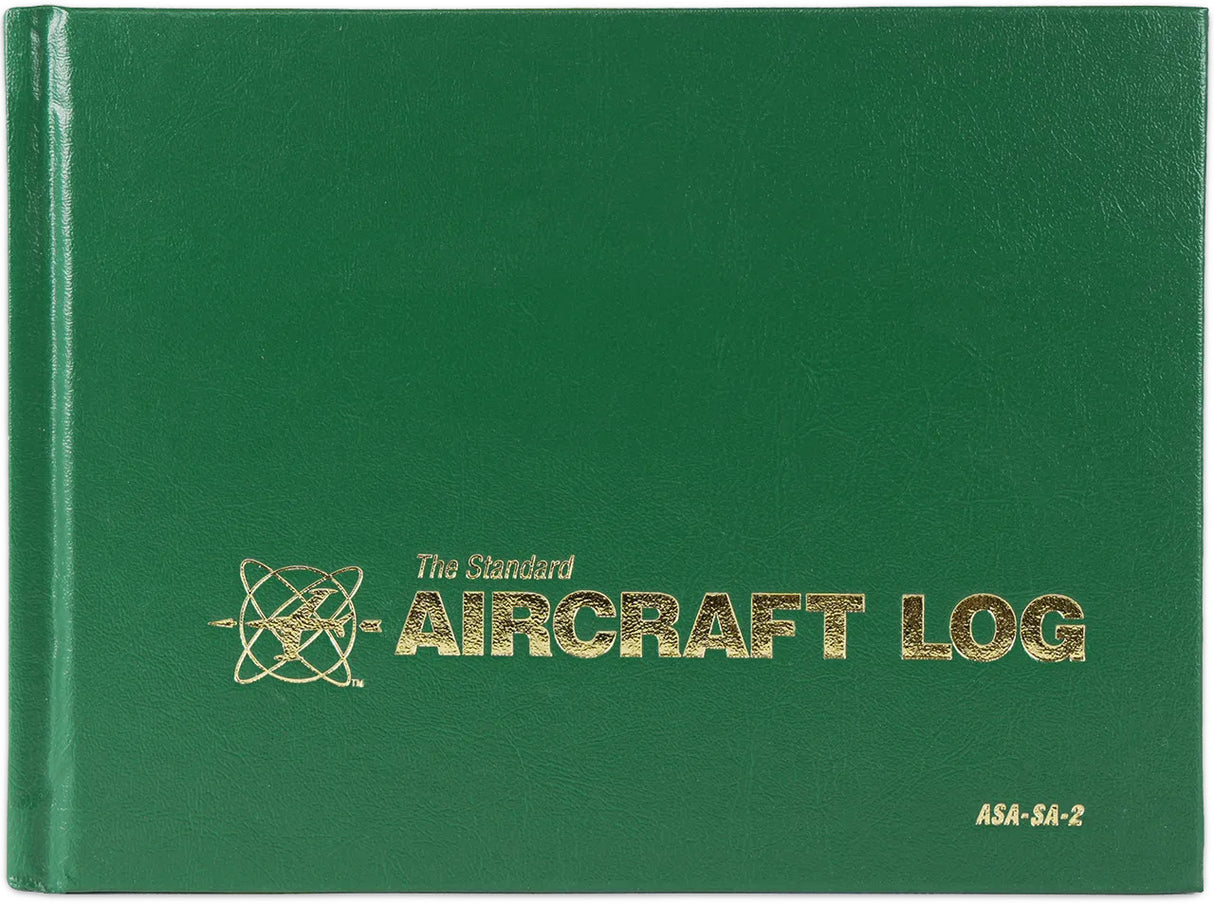 The Standard
AIRCRAFT LOG
TM
ASA-SA-2